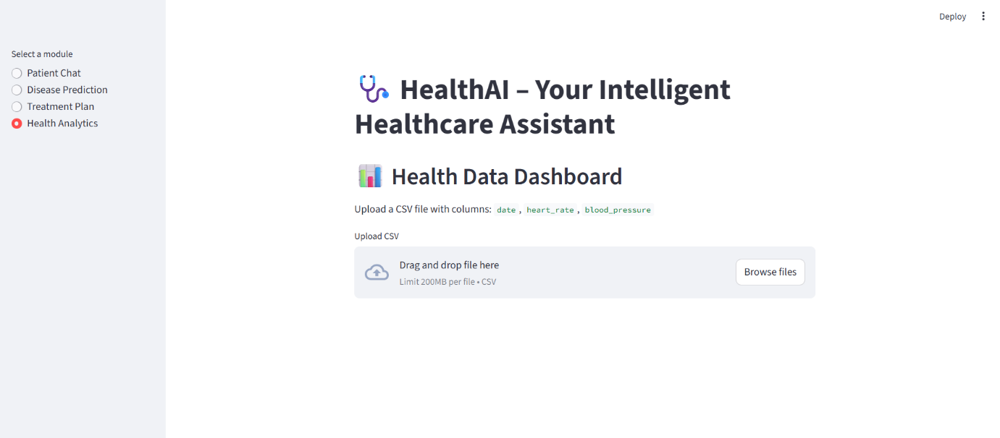 Deploy
Select a module
Patient Chat
Disease Prediction
Treatment Plan
Health Analytics
HealthAI – Your Intelligent
Healthcare Assistant
Health Data Dashboard
Upload a CSV file with columns: date, heart_rate, blood_pressure
Upload CSV
Drag and drop file here
Limit 200MB per file • CSV
Browse files